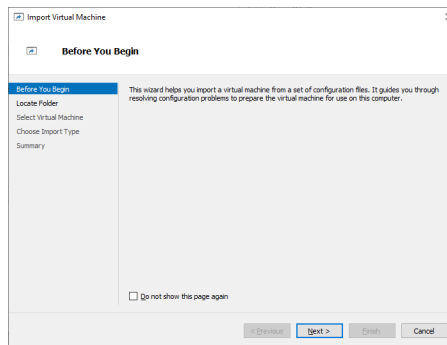 Import Virtual Machine
Before You Begin
Before You Begin
Locate Folder
Select Virtual Machine
Choose Import Type
Summary
This wizard helps you import a virtual machine from a set of configuration files. It guides you through
resolving configuration problems to prepare the virtual machine for use on this computer.
Do not show this page again
< Previous
Next >
Finish
Cancel